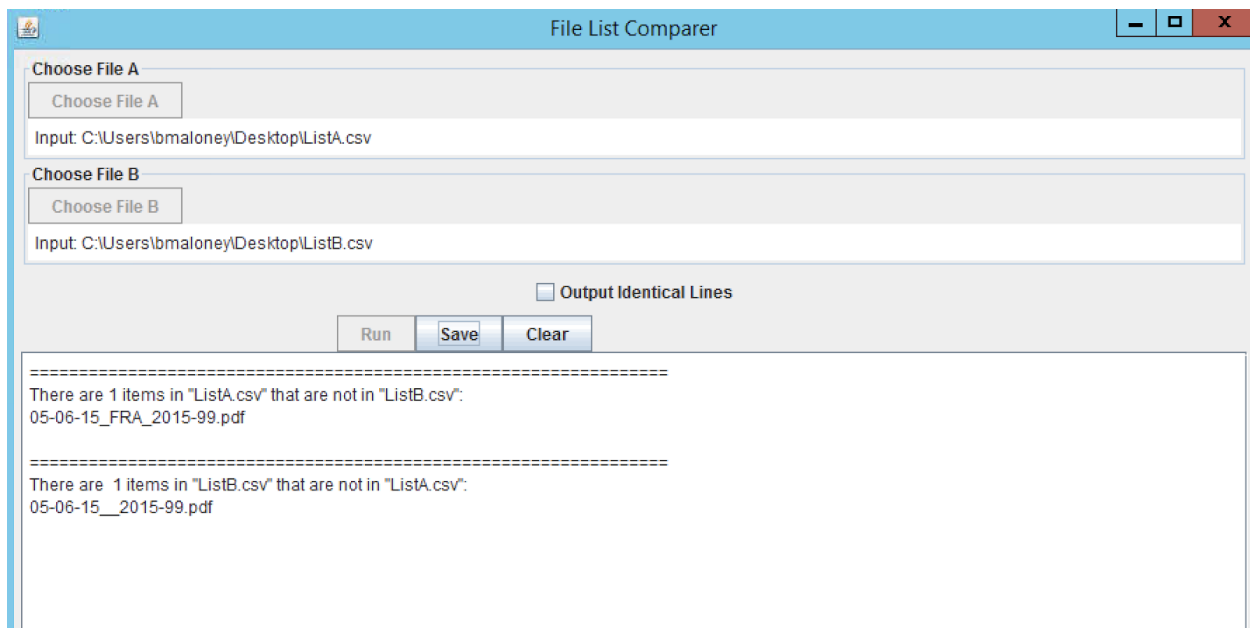 File List Comparer
Choose File A
Choose File A
Input: C:\Users\bmaloney\Desktop\ListA.csv
Choose File B
Choose File B
Input: C:\Users\bmaloney\Desktop\ListB.csv
Output Identical Lines
Run Save Clear
=================================================================
There are 1 items in "ListA.csv" that are not in "ListB.csv":
05-06-15_FRA_2015-99.pdf
=================================================================
There are  1 items in "ListB.csv" that are not in "ListA.csv":
05-06-15__2015-99.pdf